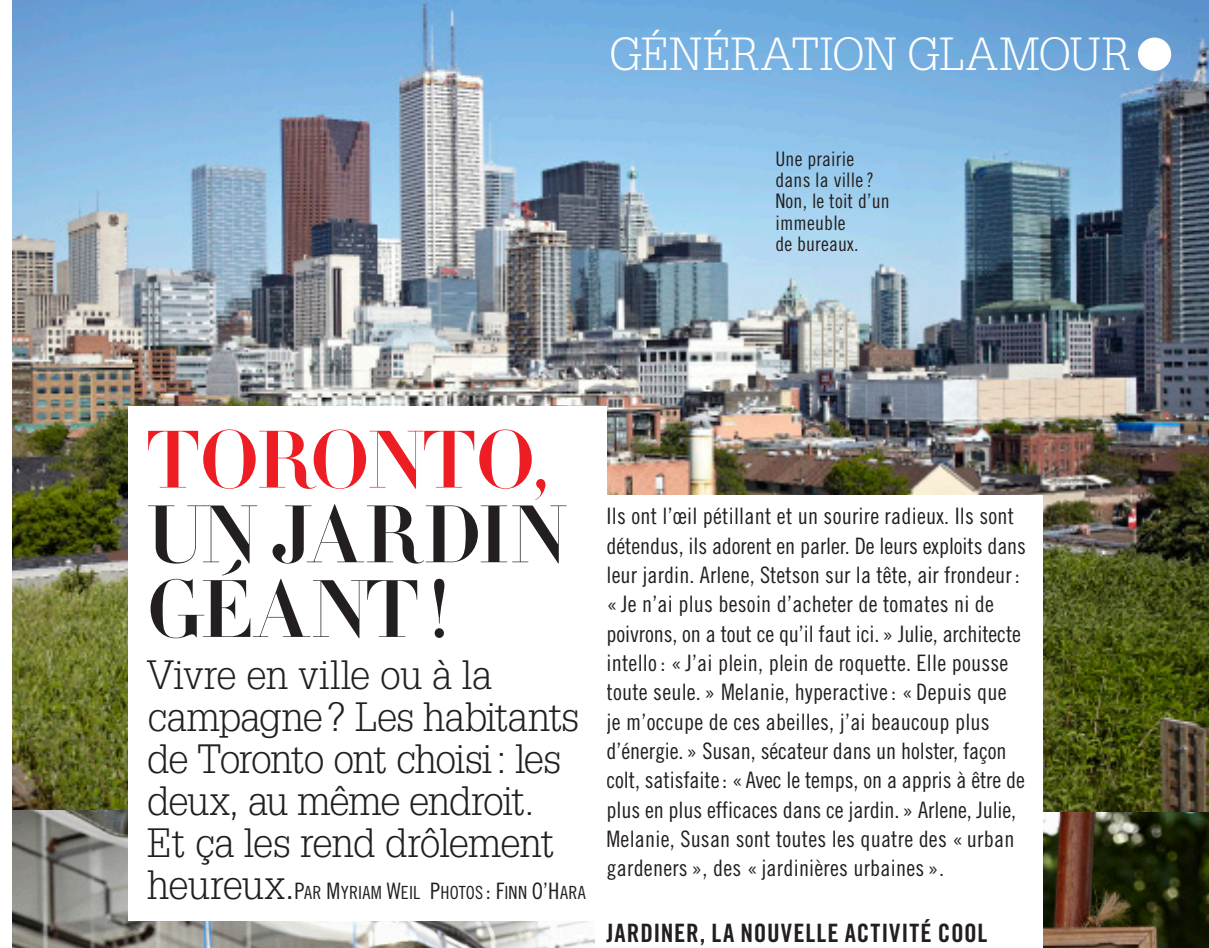 GÉNÉRATION GLAMOUR
Une prairie
dans la ville ?
Non, le toit d’un
immeuble
de bureaux.
TORONTO,
UN JARDIN
GÉANT !
Vivre en ville ou à la
campagne ? Les habitants
de Toronto ont choisi : les
deux, au même endroit.
Et ça les rend drôlement
heureux. PAR MYRIAM WEIL PHOTOS : FINN O’HARA
Ils ont l’œil pétillant et un sourire radieux. Ils sont
détendus, ils adorent en parler. De leurs exploits dans
leur jardin. Arlene, Stetson sur la tête, air frondeur :
« Je n’ai plus besoin d’acheter de tomates ni de
poivrons, on a tout ce qu’il faut ici. » Julie, architecte
intello : « J’ai plein, plein de roquette. Elle pousse
toute seule. » Melanie, hyperactive : « Depuis que
je m’occupe de ces abeilles, j’ai beaucoup plus
d’énergie. » Susan, sécateur dans un holster, façon
colt, satisfaite : « Avec le temps, on a appris à être de
plus en plus efficaces dans ce jardin. » Arlene, Julie,
Melanie, Susan sont toutes les quatre des « urban
gardeners », des « jardinières urbaines ».
JARDINER, LA NOUVELLE ACTIVITÉ COOL